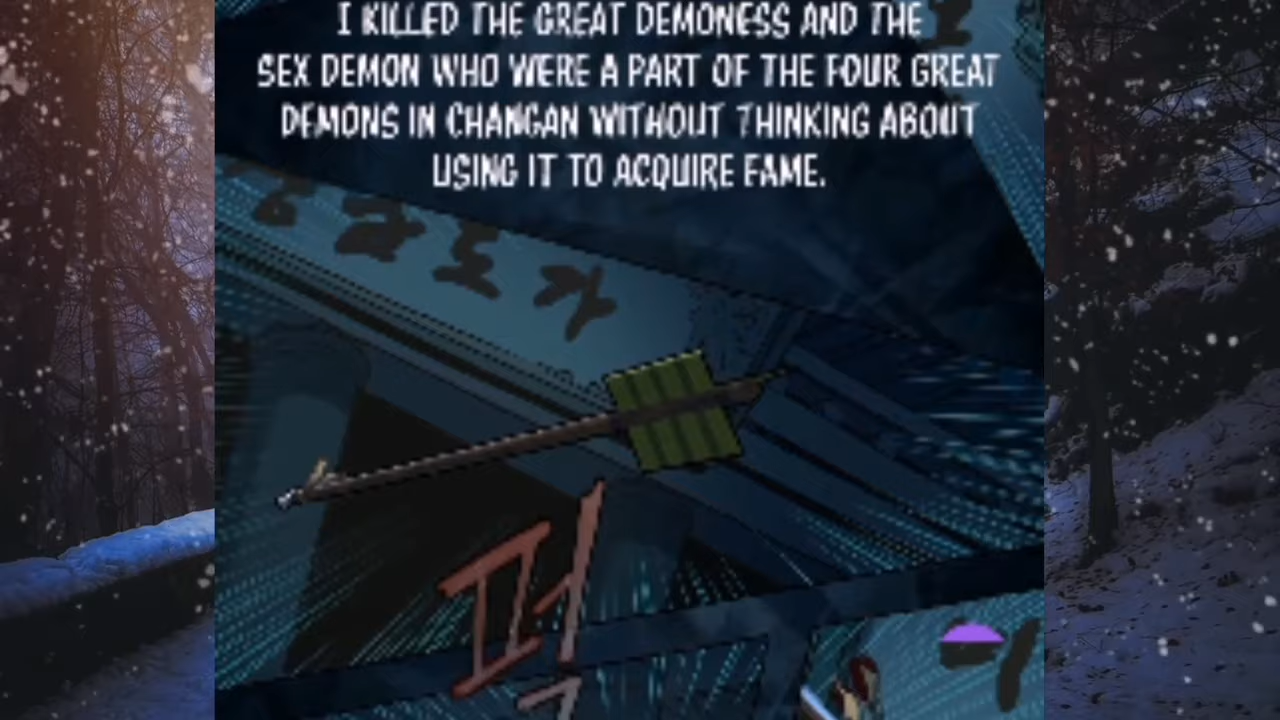 I KILLED THE GREAT DEMONESS AND THE
SEX DEMON WHO WERE A PART OF THE FOUR GREAT
DEMONS IN CHANGAN WITHOUT THINKING ABOUT
USING IT TO ACQUIRE FAME.